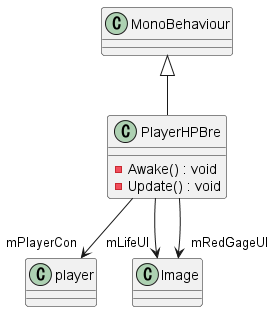 C MonoBehaviour
C PlayerHPBre
Awake() : void
Update() : void
mPlayerCon
mLifeUI
mRedGageUI
C player
C Image